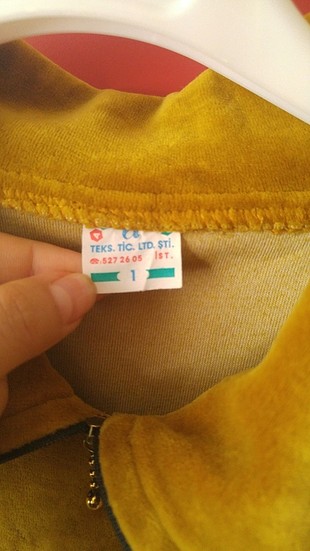 TEKS. TİC. LTD. ŞTİ.
☎.527 26 05 İST.
1